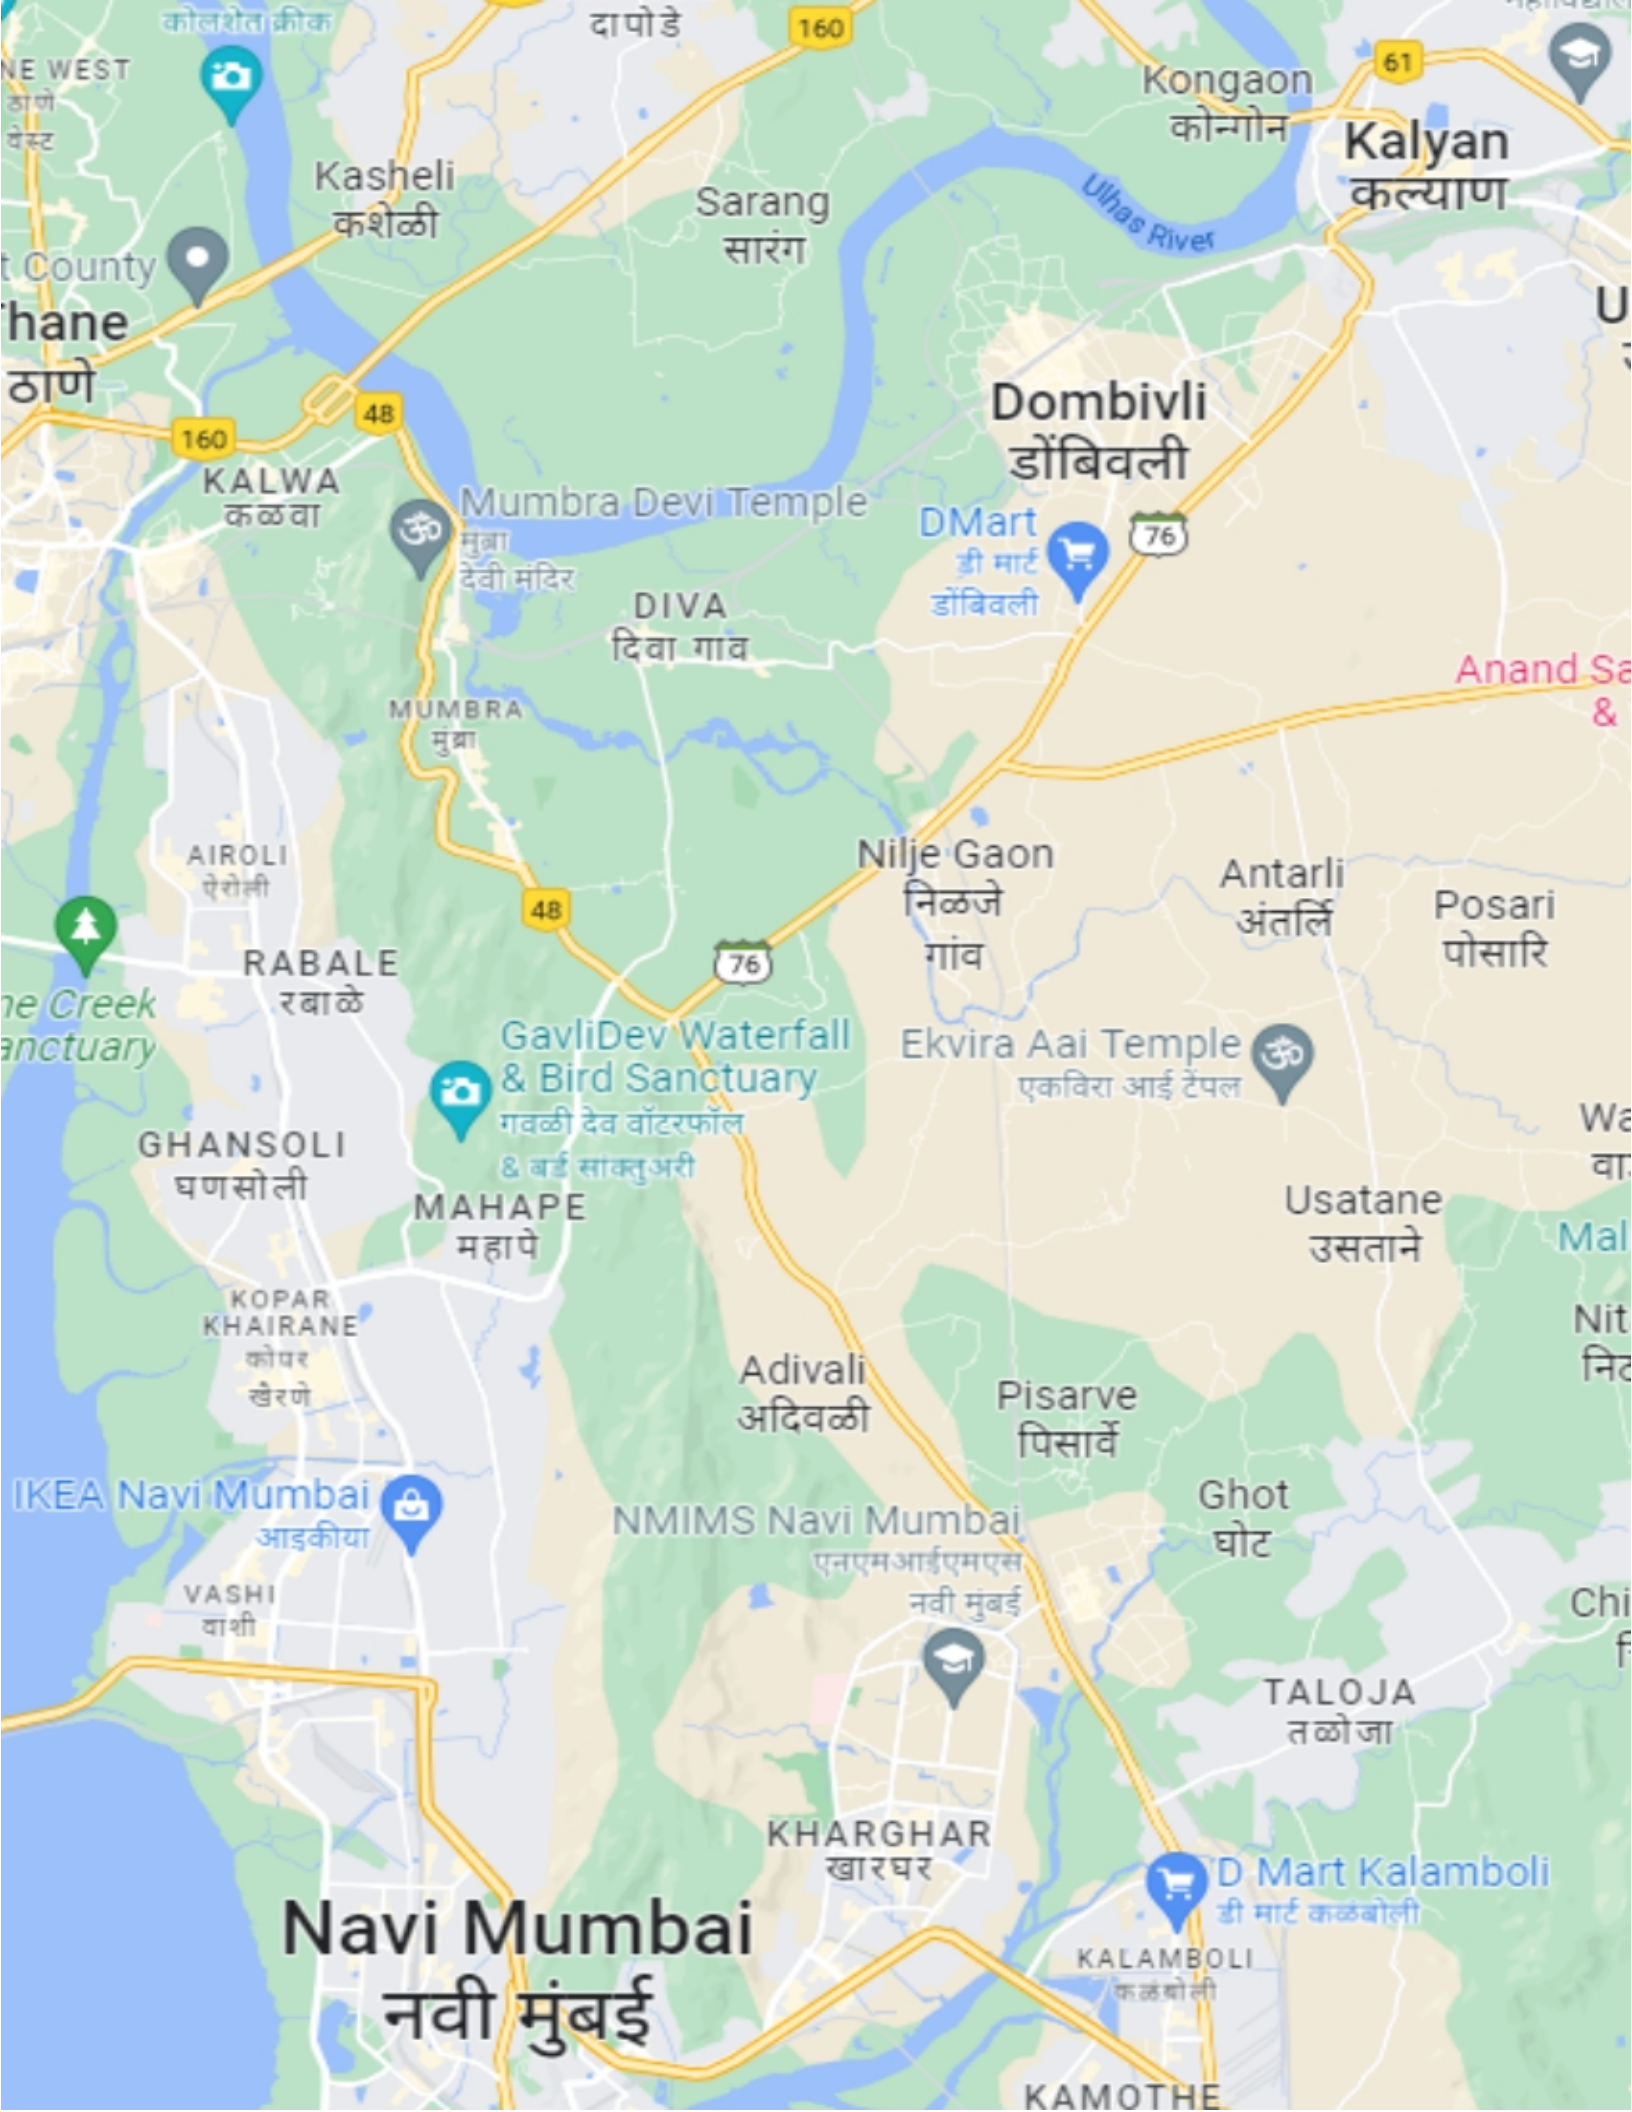 कोलशेत क्रीक
दापोडे
160
61
NE WEST
ठाणे
वेस्ट
Kongaon
कोन्गोन
Kalyan
कल्याण
Kasheli
कशेळी
Sarang
सारंग
Ulhas River
t County
hane
ठाणे
U
Dombivli
डोंबिवली
48
160
KALWA
कळवा
Mumbra Devi Temple
मुंब्रा
देवी मंदिर
DMart
डी मार्ट
डोंबिवली
76
DIVA
दिवा गाव
Anand Sa
&
MUMBRA
मुंब्रा
AIROLI
ऐरोली
Nilje Gaon
निळजे
गांव
Antarli
अंतर्लि
Posari
पोसारि
48
76
RABALE
रबाळे
ne Creek
anctuary
GavliDev Waterfall
& Bird Sanctuary
गवळी देव वॉटरफॉल
& बर्ड सांक्तुअरी
Ekvira Aai Temple
एकविरा आई टेंपल
GHANSOLI
घणसोली
MAHAPE
महापे
Wa
वा
Usatane
उसताने
Mal
KOPAR
KHAIRANE
कोपर
खैरणे
Nit
नि
Adivali
अदिवळी
Pisarve
पिसार्वे
IKEA Navi Mumbai
आइकीया
Ghot
घोट
NMIMS Navi Mumbai
एनएमआईएमएस
नवी मुंबई
VASHI
वाशी
Chi
TALOJA
तळोजा
KHARGHAR
खारघर
D Mart Kalamboli
डी मार्ट कळंबोली
Navi Mumbai
नवी मुंबई
KALAMBOLI
कळंबोली
KAMOTHE